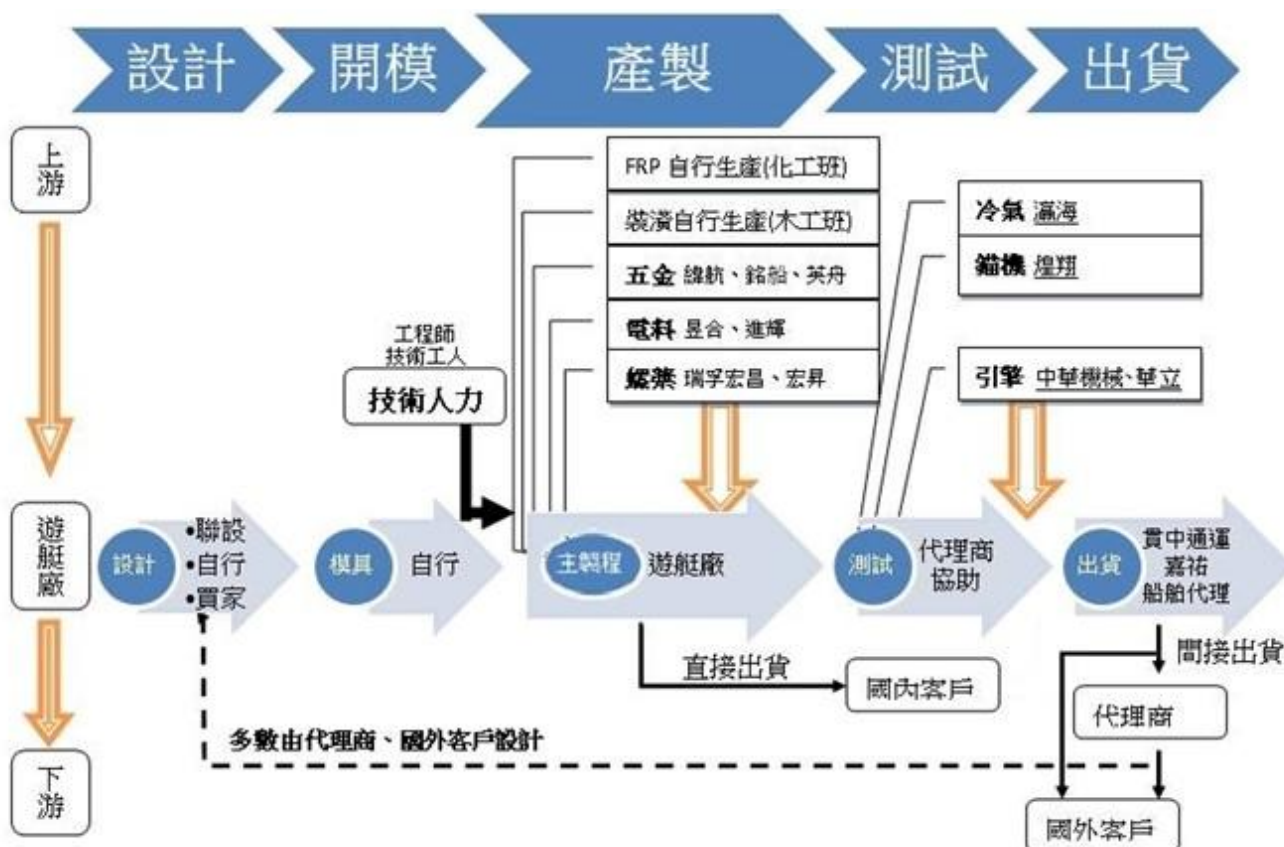 設計
開模
產製
測試
出貨
上游
FRP 自行生產(化工班)
裝潢自行生產(木工班)
五金 緯航、銘船、英舟
電料 昱合、進輝
螺槳 瑞孚宏昌、宏昇
冷氣 瀛海
錨機 煌翔
引擎 中華機械、華立
工程師
技術工人
技術人力
遊艇廠
設計
•聯設
•自行
•買家
模具
自行
主製程
遊艇廠
測試
代理商
協助
出貨
貫中通運
嘉祐
船舶代理
直接出貨
國內客戶
間接出貨
代理商
多數由代理商、國外客戶設計
下游
國外客戶